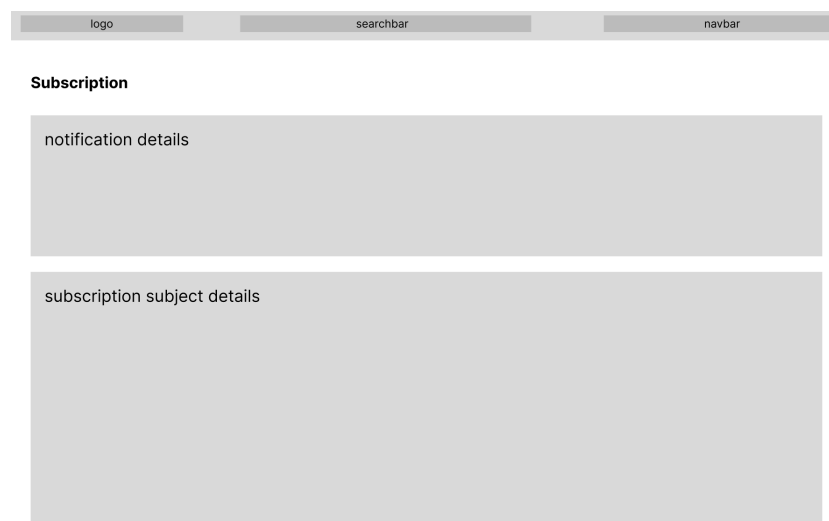 logo searchbar navbar
Subscription
notification details
subscription subject details